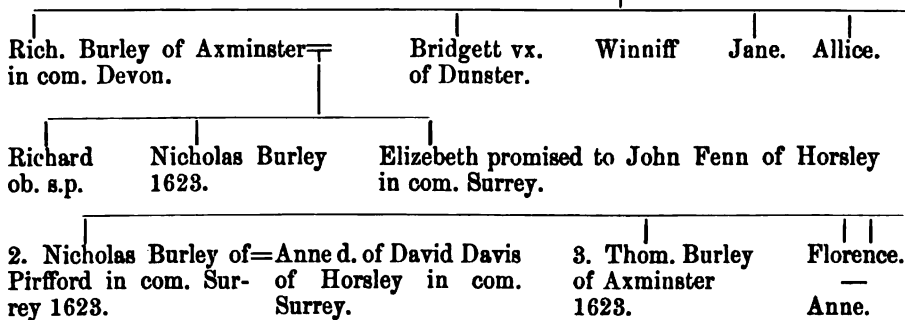 Rich. Burley of Axminster= Bridgett vx. Winniff Jane. Allice.
in com. Devon. of Dunster.
Richard Nicholas Burley Elizebeth promised to John Fenn of Horsley
ob. s.p. 1623. in com. Surrey.
2. Nicholas Burley of=Anne d. of David Davis 3. Thom. Burley Florence.
Pirfford in com. Sur- of Horsley in com. of Axminster —
rey 1623. Surrey. 1623. Anne.